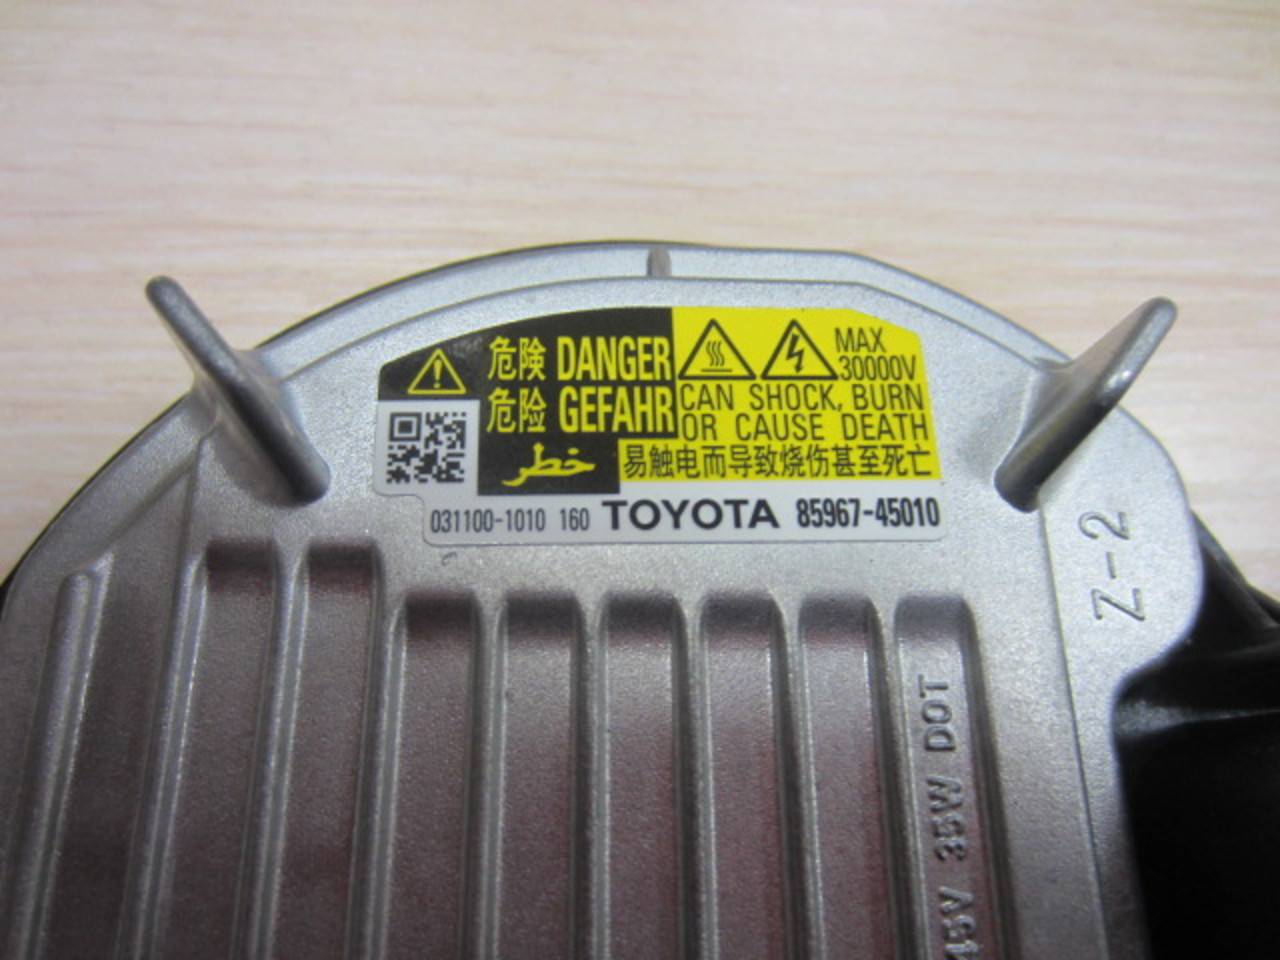 危険 DANGER
危险 GEFAHR
خطر
MAX
30000V
CAN SHOCK, BURN
OR CAUSE DEATH
易触电而导致烧伤甚至死亡
031100-1010 160 TOYOTA 85967-45010
Z-2
35W DOT